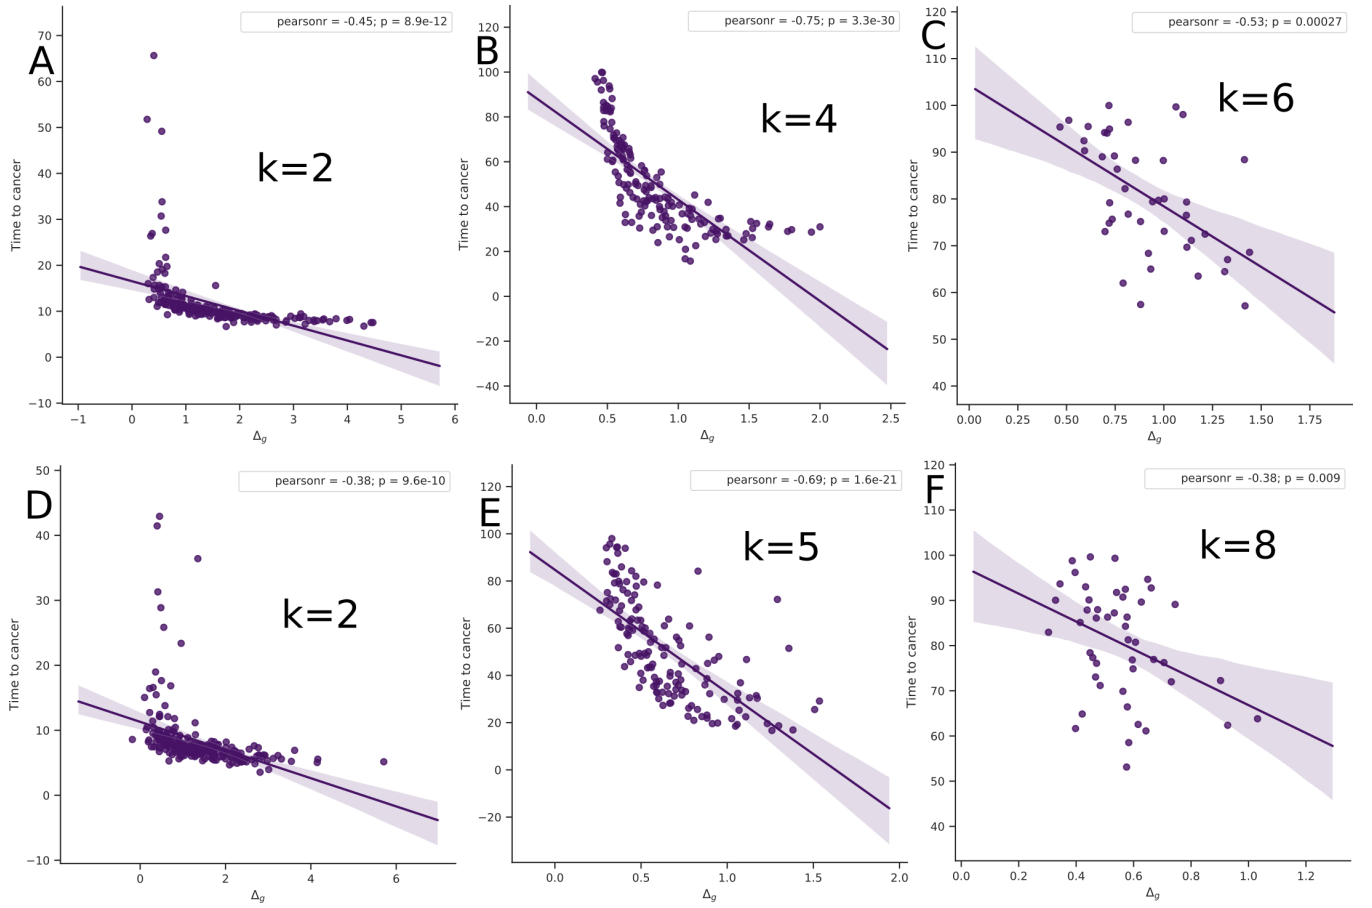 A
pearsonr = -0.45; p = 8.9e-12
k=2
Time to cancer
70
60
50
40
30
20
10
0
−10
−1
0
1
2
3
4
5
6
Δg
B
pearsonr = -0.75; p = 3.3e-30
k=4
Time to cancer
120
100
80
60
40
20
0
−20
−40
0.0
0.5
1.0
1.5
2.0
2.5
Δg
C
pearsonr = -0.53; p = 0.00027
k=6
Time to cancer
120
110
100
90
80
70
60
50
40
0.00
0.25
0.50
0.75
1.00
1.25
1.50
1.75
Δg
D
pearsonr = -0.38; p = 9.6e-10
k=2
Time to cancer
50
40
30
20
10
0
−10
0
2
4
6
Δg
E
pearsonr = -0.69; p = 1.6e-21
k=5
Time to cancer
120
100
80
60
40
20
0
−20
0.0
0.5
1.0
1.5
2.0
Δg
F
pearsonr = -0.38; p = 0.009
k=8
Time to cancer
120
110
100
90
80
70
60
50
40
0.0
0.2
0.4
0.6
0.8
1.0
1.2
Δg